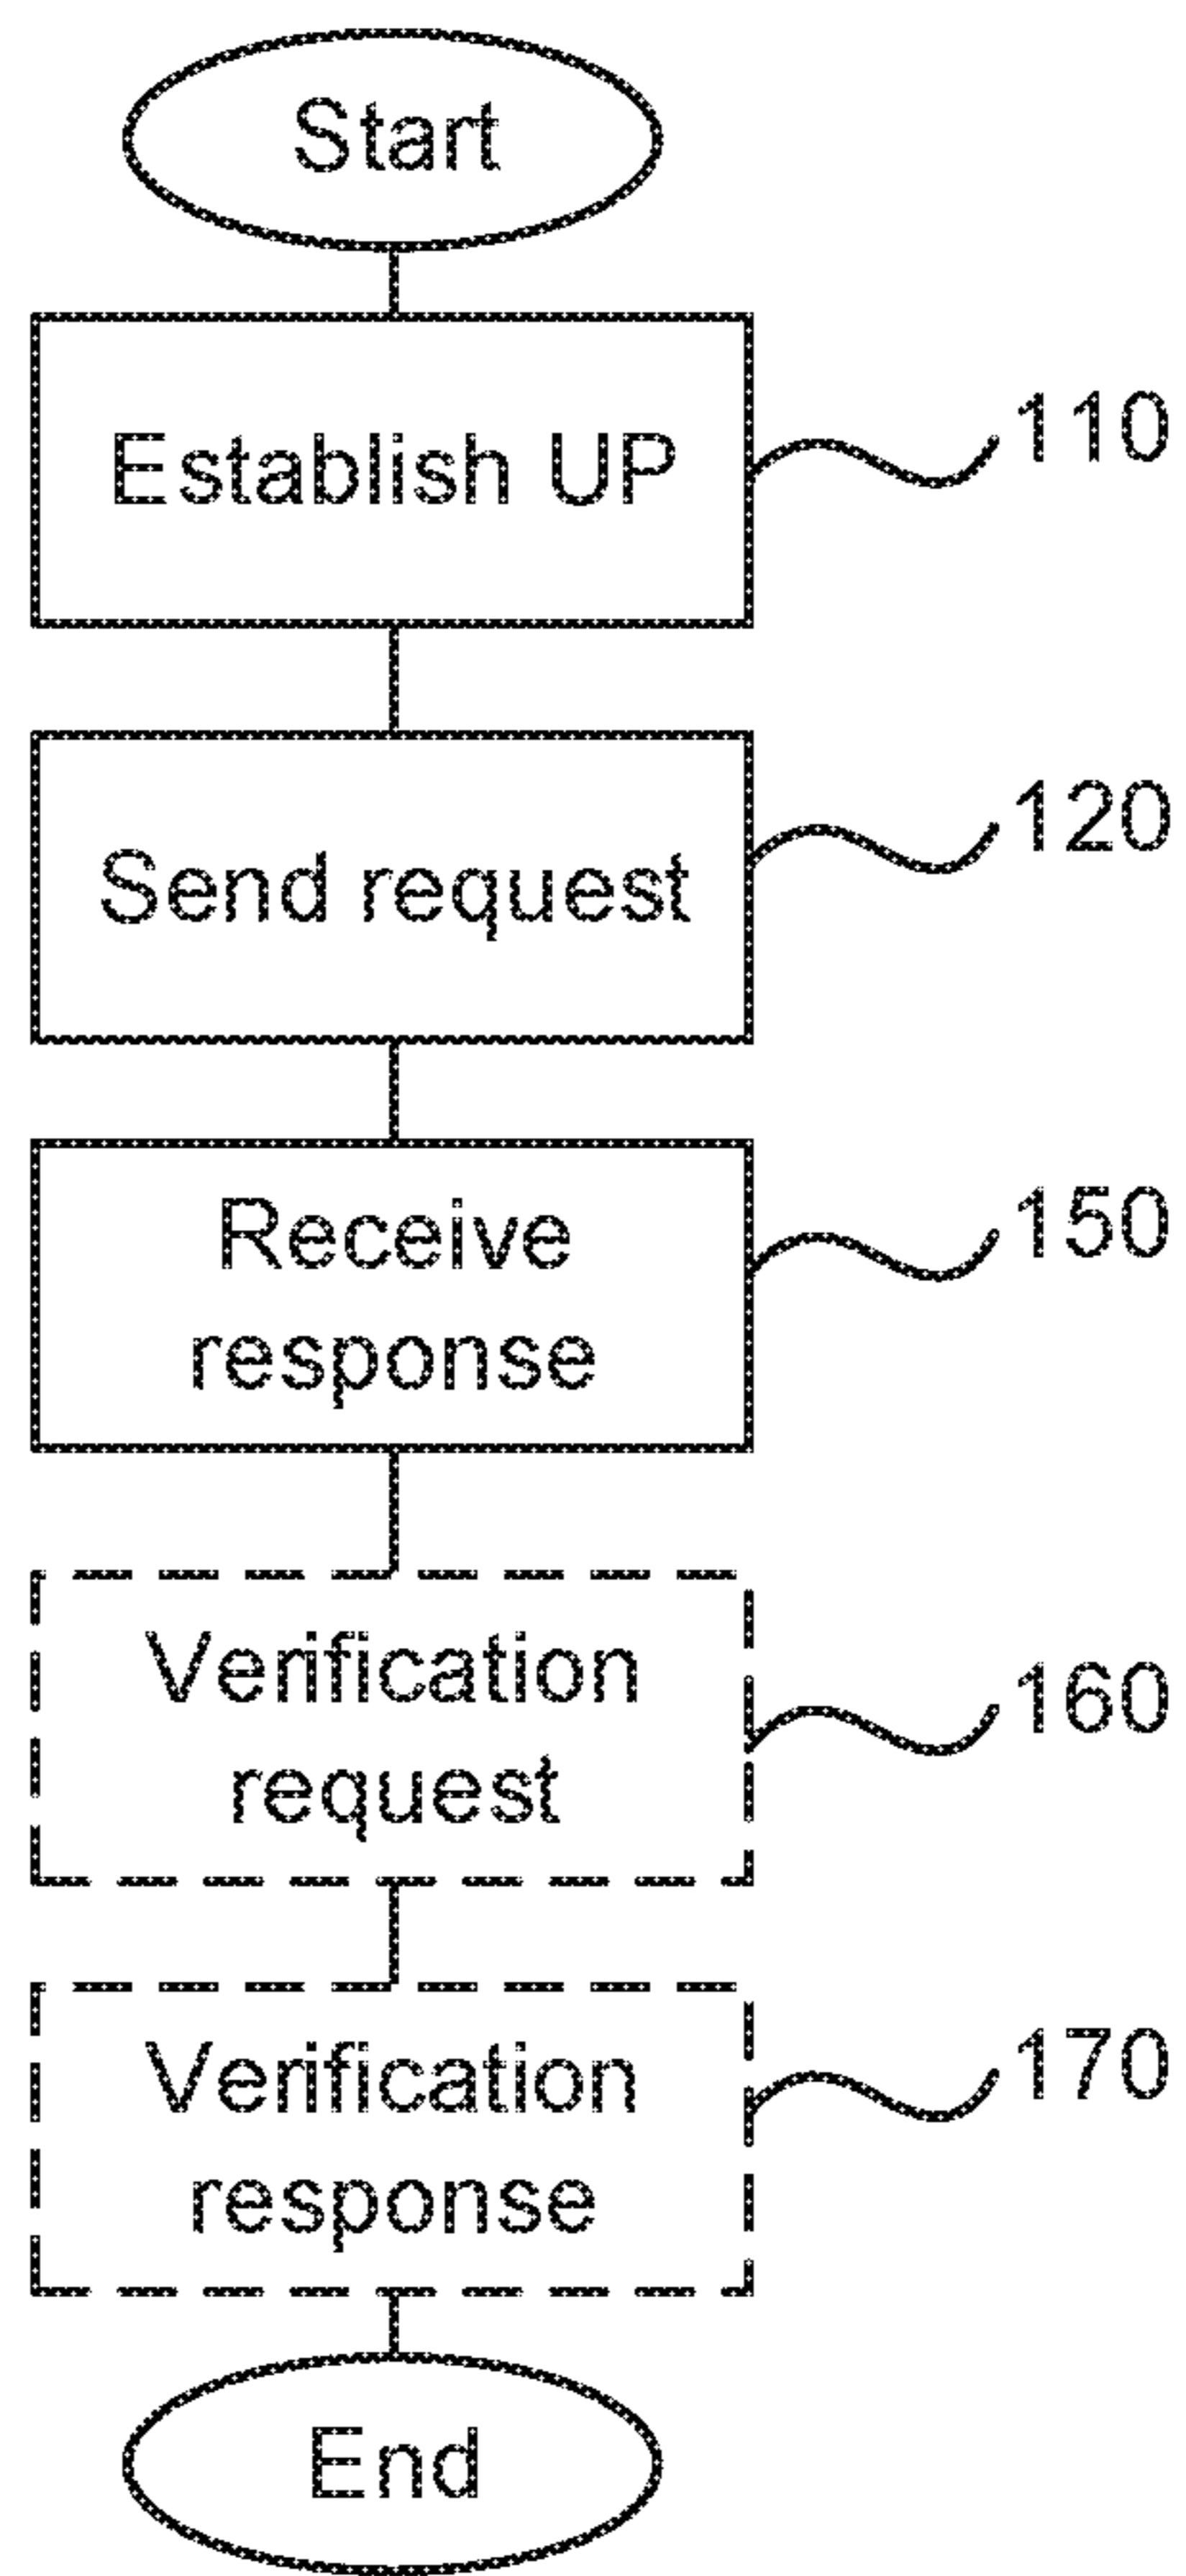 Start
Establish UP
110
Send request
120
Receive
response
150
Verification
request
160
Verification
response
170
End